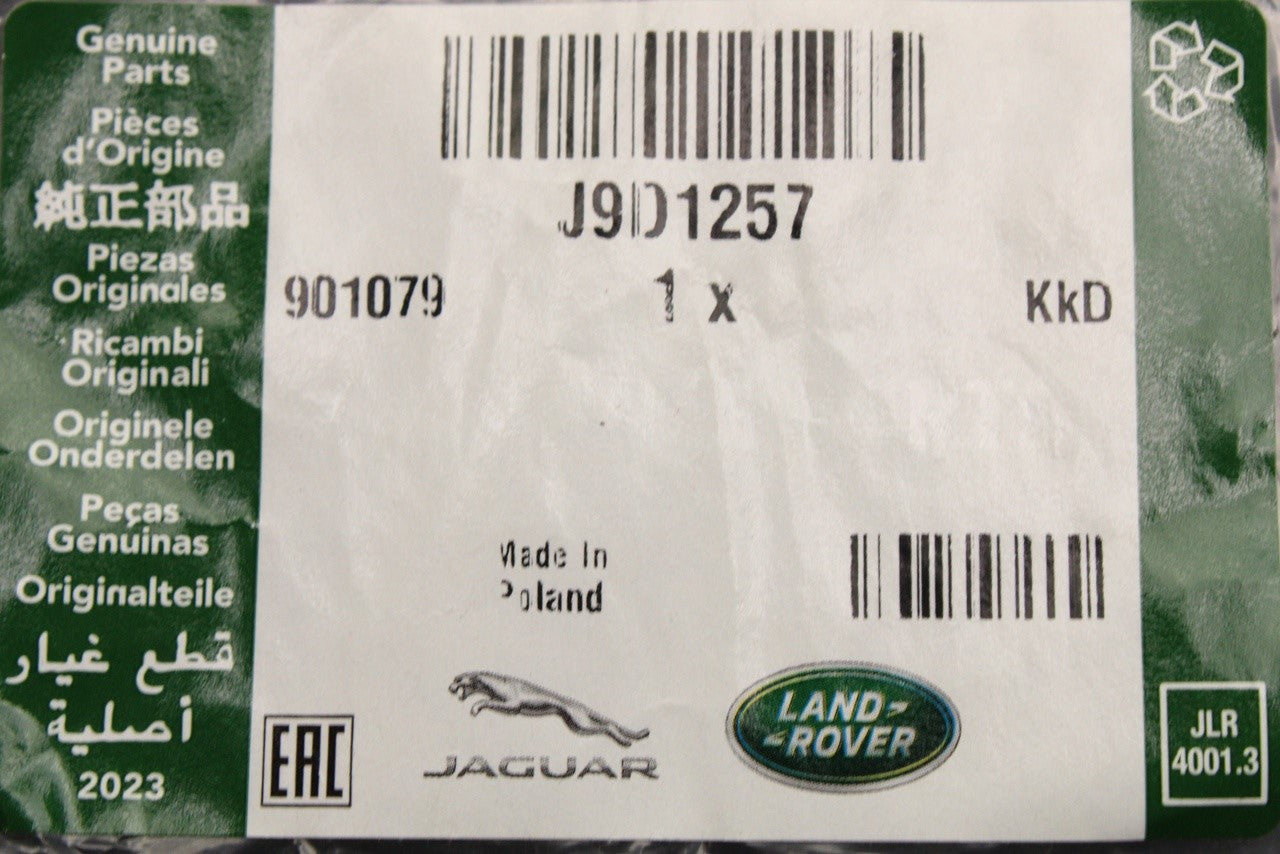 Genuine
Parts
Pièces
d'Origine
純正部品
Piezas
Originales
Ricambi
Originali
Originele
Onderdelen
Peças
Genuinas
Originalteile
قطع غيار
أصلية
2023
J9D1257
901079 1 x KkD
Made In
Poland
EAC
JAGUAR
LAND
ROVER
JLR
4001.3